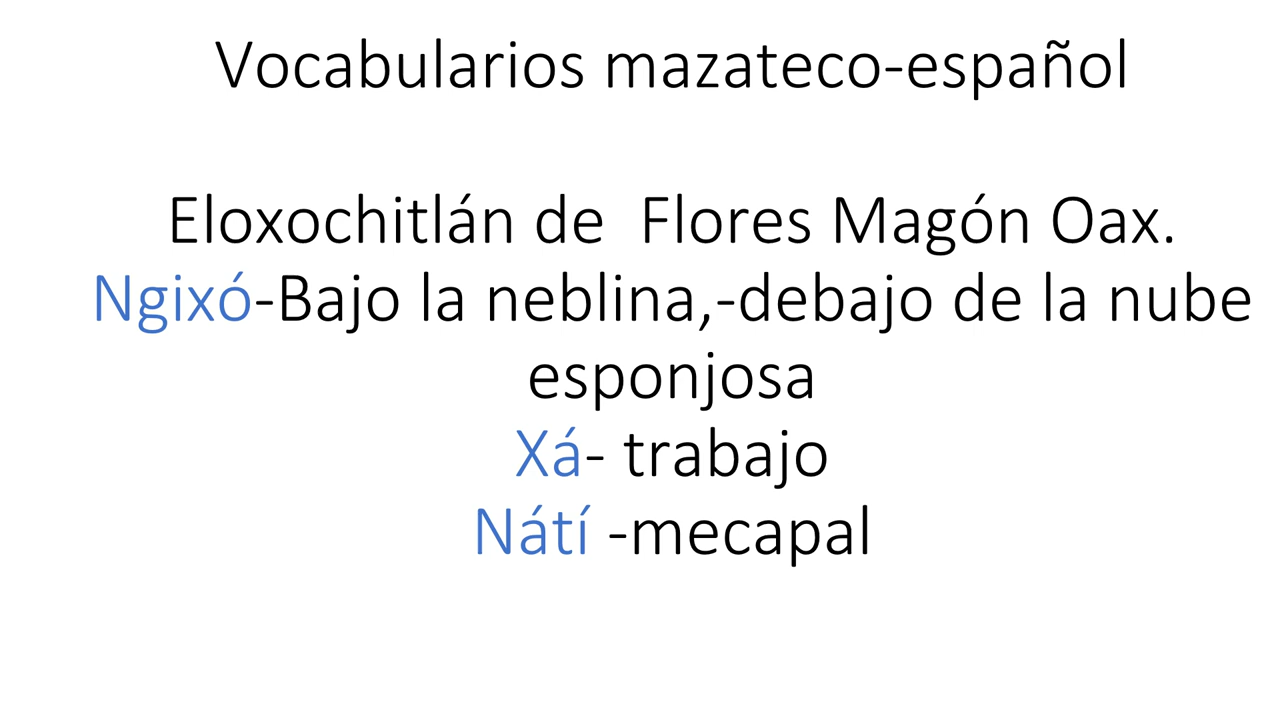 Vocabularios mazateco-español
Eloxochitlán de  Flores Magón Oax.
Ngixó-Bajo la neblina,-debajo de la nube
esponjosa
Xá- trabajo
Nátí -mecapal